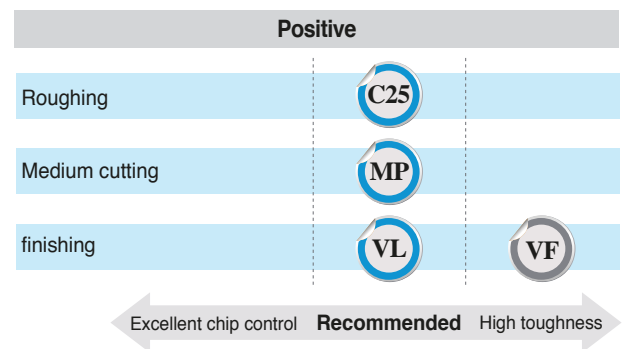 Positive
Roughing
C25
Medium cutting
MP
finishing
VL
VF
Excellent chip control Recommended High toughness